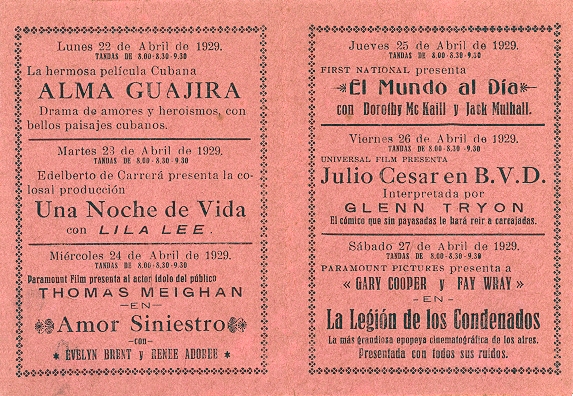 Lunes 22 de Abril de 1929.
TANDAS DE 8.00-8.30-9.30
La hermosa película Cubana
ALMA GUAJIRA
Drama de amores y heroismos, con
bellos paisajes cubanos.
Martes 23 de Abril de 1929.
TANDAS DE 8.00-8.30-9.30
Edelberto de Carrerá presenta la co-
losal producción
Una Noche de Vida
con LILA LEE.
Miércoles 24 de Abril de 1929.
TANDAS DE 8.00-8.30-9.30
Paramount Film presenta al actor ídolo del público
THOMAS MEIGHAN
—EN—
Amor Siniestro
—con—
EVELYN BRENT y RENEE ADOREE
Jueves 25 de Abril de 1929.
TANDAS DE 8.00-8.30-9.30
FIRST NATIONAL presenta
El Mundo al Día
con Dorothy Mc Kaill y Jack Mulhall.
Viernes 26 de Abril de 1929.
TANDAS DE 8.00-8.30-9.30
UNIVERSAL FILM PRESENTA
Julio Cesar en B.V.D.
Interpretada por
GLENN TRYON
El cómico que sin payasadas le hará reir a carcajadas.
Sábado 27 de Abril de 1929.
TANDAS DE 8.00-8.30-9.30
PARAMOUNT PICTURES presenta a
« GARY COOPER y FAY WRAY »
—EN—
La Legión de los Condenados
La más grandiosa epopeya cinematográfica de los aires.
Presentada con todos sus ruidos.